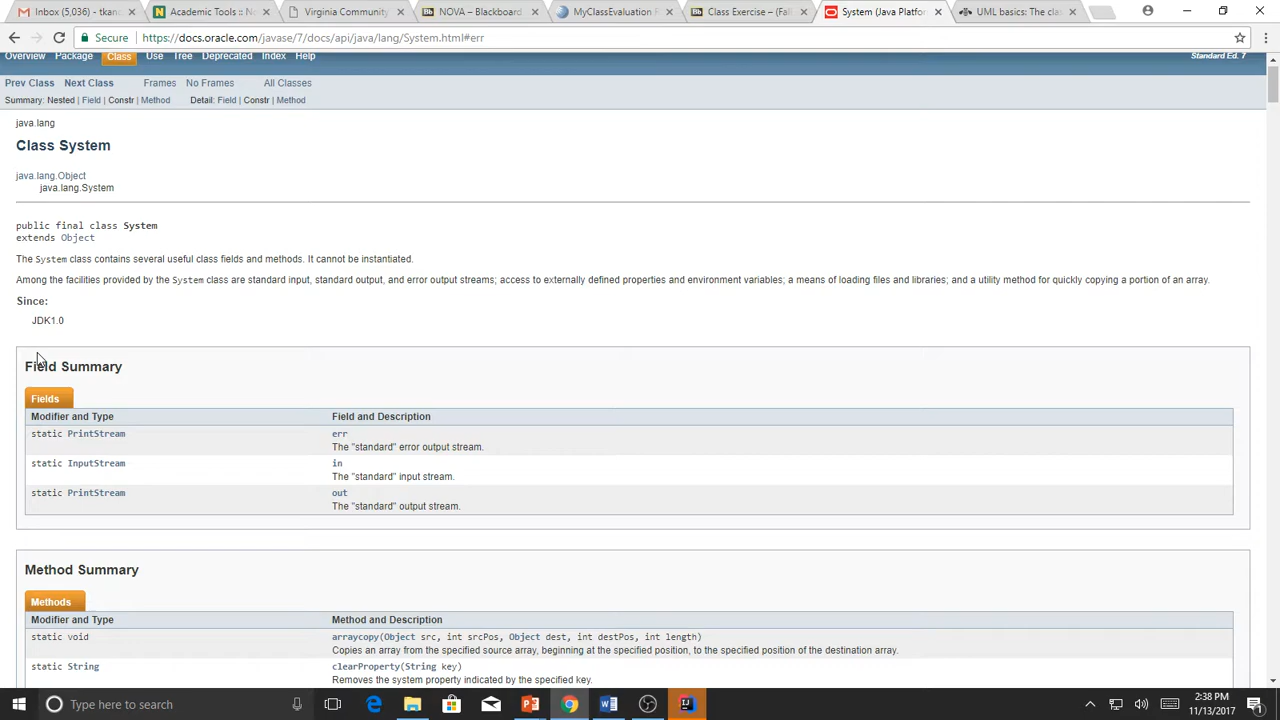 Inbox (5,036) - tkan
Academic Tools :: No
Virginia Community
NOVA – Blackboard
MyClassEvaluation
Class Exercise – (Fal
System (Java Platfor
UML basics: The cla
Secure https://docs.oracle.com/javase/7/docs/api/java/lang/System.html#err
Overview Package Class Use Tree Deprecated Index Help Standard Ed. 7
Prev Class Next Class Frames No Frames All Classes
Summary: Nested | Field | Constr | Method Detail: Field | Constr | Method
java.lang
Class System
java.lang.Object
java.lang.System
public final class System
extends Object
The System class contains several useful class fields and methods. It cannot be instantiated.
Among the facilities provided by the System class are standard input, standard output, and error output streams; access to externally defined properties and environment variables; a means of loading files and libraries; and a utility method for quickly copying a portion of an array.
Since:
JDK1.0
Field Summary
Fields
Modifier and Type Field and Description
static PrintStream err
The "standard" error output stream.
static InputStream in
The "standard" input stream.
static PrintStream out
The "standard" output stream.
Method Summary
Methods
Modifier and Type Method and Description
static void arraycopy(Object src, int srcPos, Object dest, int destPos, int length)
Copies an array from the specified source array, beginning at the specified position, to the specified position of the destination array.
static String clearProperty(String key)
Removes the system property indicated by the specified key.
Type here to search
2:38 PM
11/13/2017